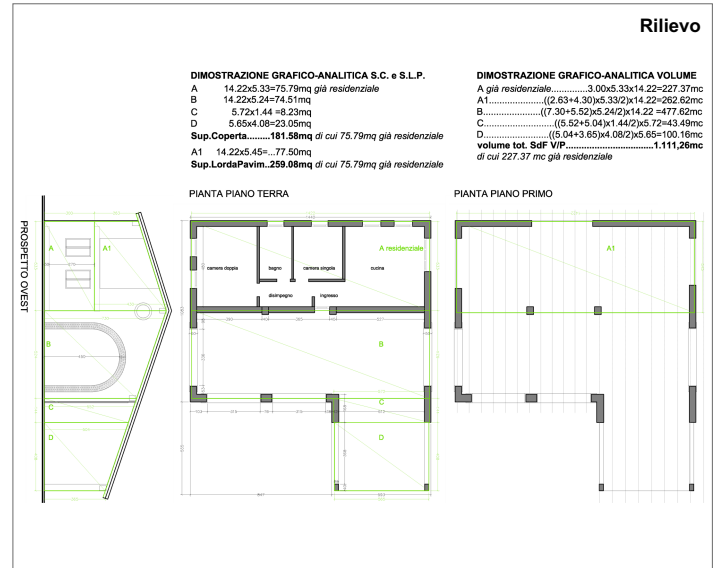 Rilievo
DIMOSTRAZIONE GRAFICO-ANALITICA S.C. e S.L.P.
A 14.22x5.33=75.79mq già residenziale
B 14.22x5.24=74.51mq
C 5.72x1.44 =8.23mq
D 5.65x4.08=23.05mq
Sup.Coperta.........181.58mq di cui 75.79mq già residenziale
A1 14.22x5.45=...77.50mq
Sup.LordaPavim..259.08mq di cui 75.79mq già residenziale
DIMOSTRAZIONE GRAFICO-ANALITICA VOLUME
A già residenziale..............3.00x5.33x14.22=227.37mc
A1.......................((2.63+4.30)x5.33/2)x14.22=262.62mc
B.........................((7.30+5.52)x5.24/2)x14.22 =477.62mc
C...........................((5.52+5.04)x1.44/2)x5.72=43.49mc
D.........................((5.04+3.65)x4.08/2)x5.65=100.16mc
volume tot. SdF V/P..................................1.111,26mc
di cui 227.37 mc già residenziale
PIANTA PIANO TERRA
PIANTA PIANO PRIMO
PROSPETTO OVEST
A
A1
B
C
D
A residenziale
camera doppia
bagno
camera singola
cucina
disimpegno
ingresso
B
C
D
A1